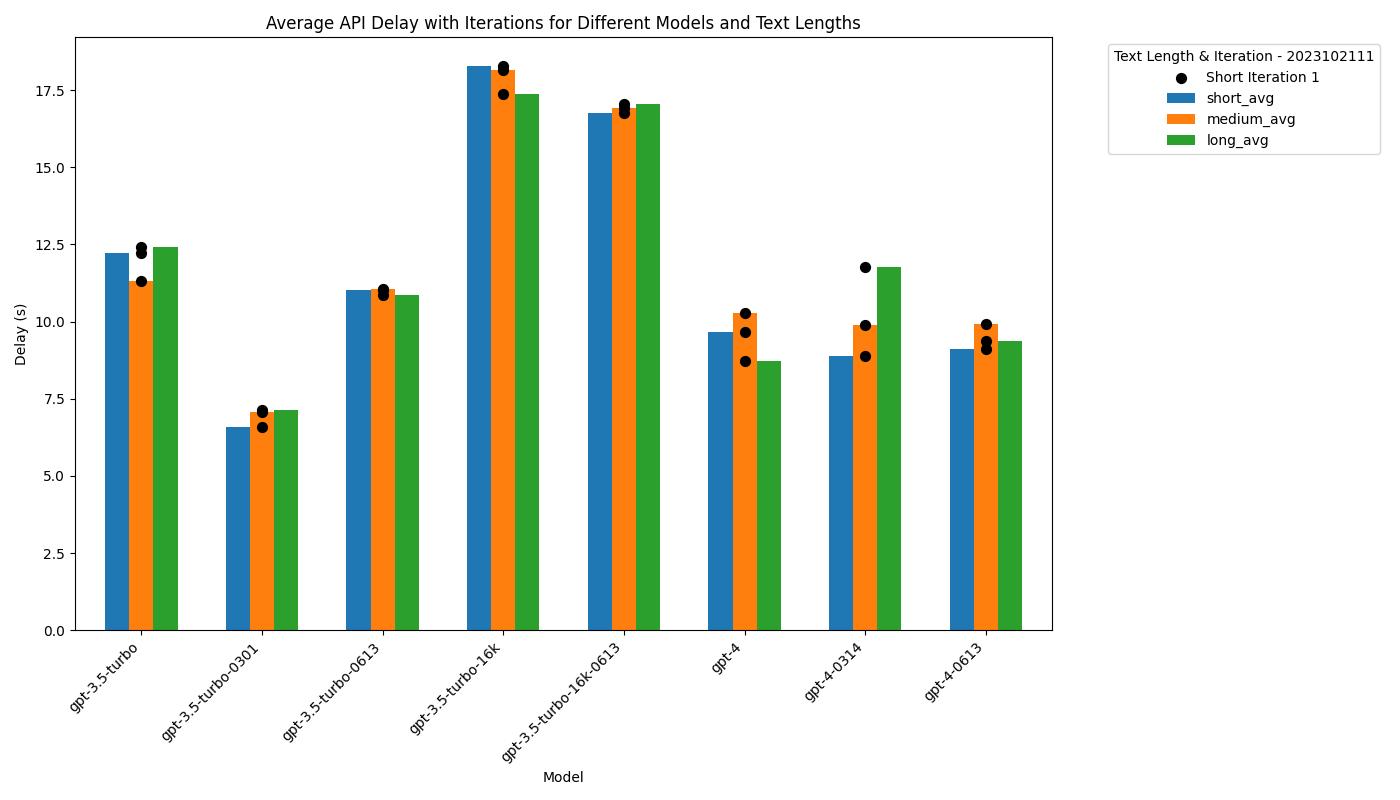 Average API Delay with Iterations for Different Models and Text Lengths
Text Length & Iteration - 2023102111
Short Iteration 1
short_avg
medium_avg
long_avg
Delay (s)
17.5
15.0
12.5
10.0
7.5
5.0
2.5
0.0
gpt-3.5-turbo
gpt-3.5-turbo-0301
gpt-3.5-turbo-0613
gpt-3.5-turbo-16k
gpt-3.5-turbo-16k-0613
gpt-4
gpt-4-0314
gpt-4-0613
Model